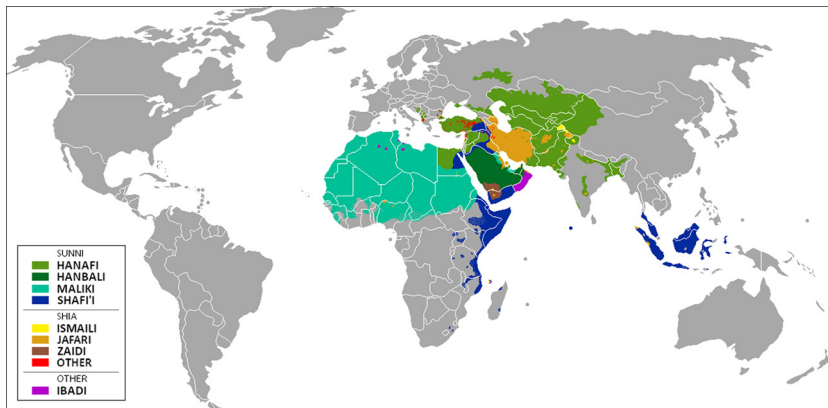 SUNNI
HANAFI
HANBALI
MALIKI
SHAFI'I
SHIA
ISMAILI
JAFARI
ZAIDI
OTHER
OTHER
IBADI